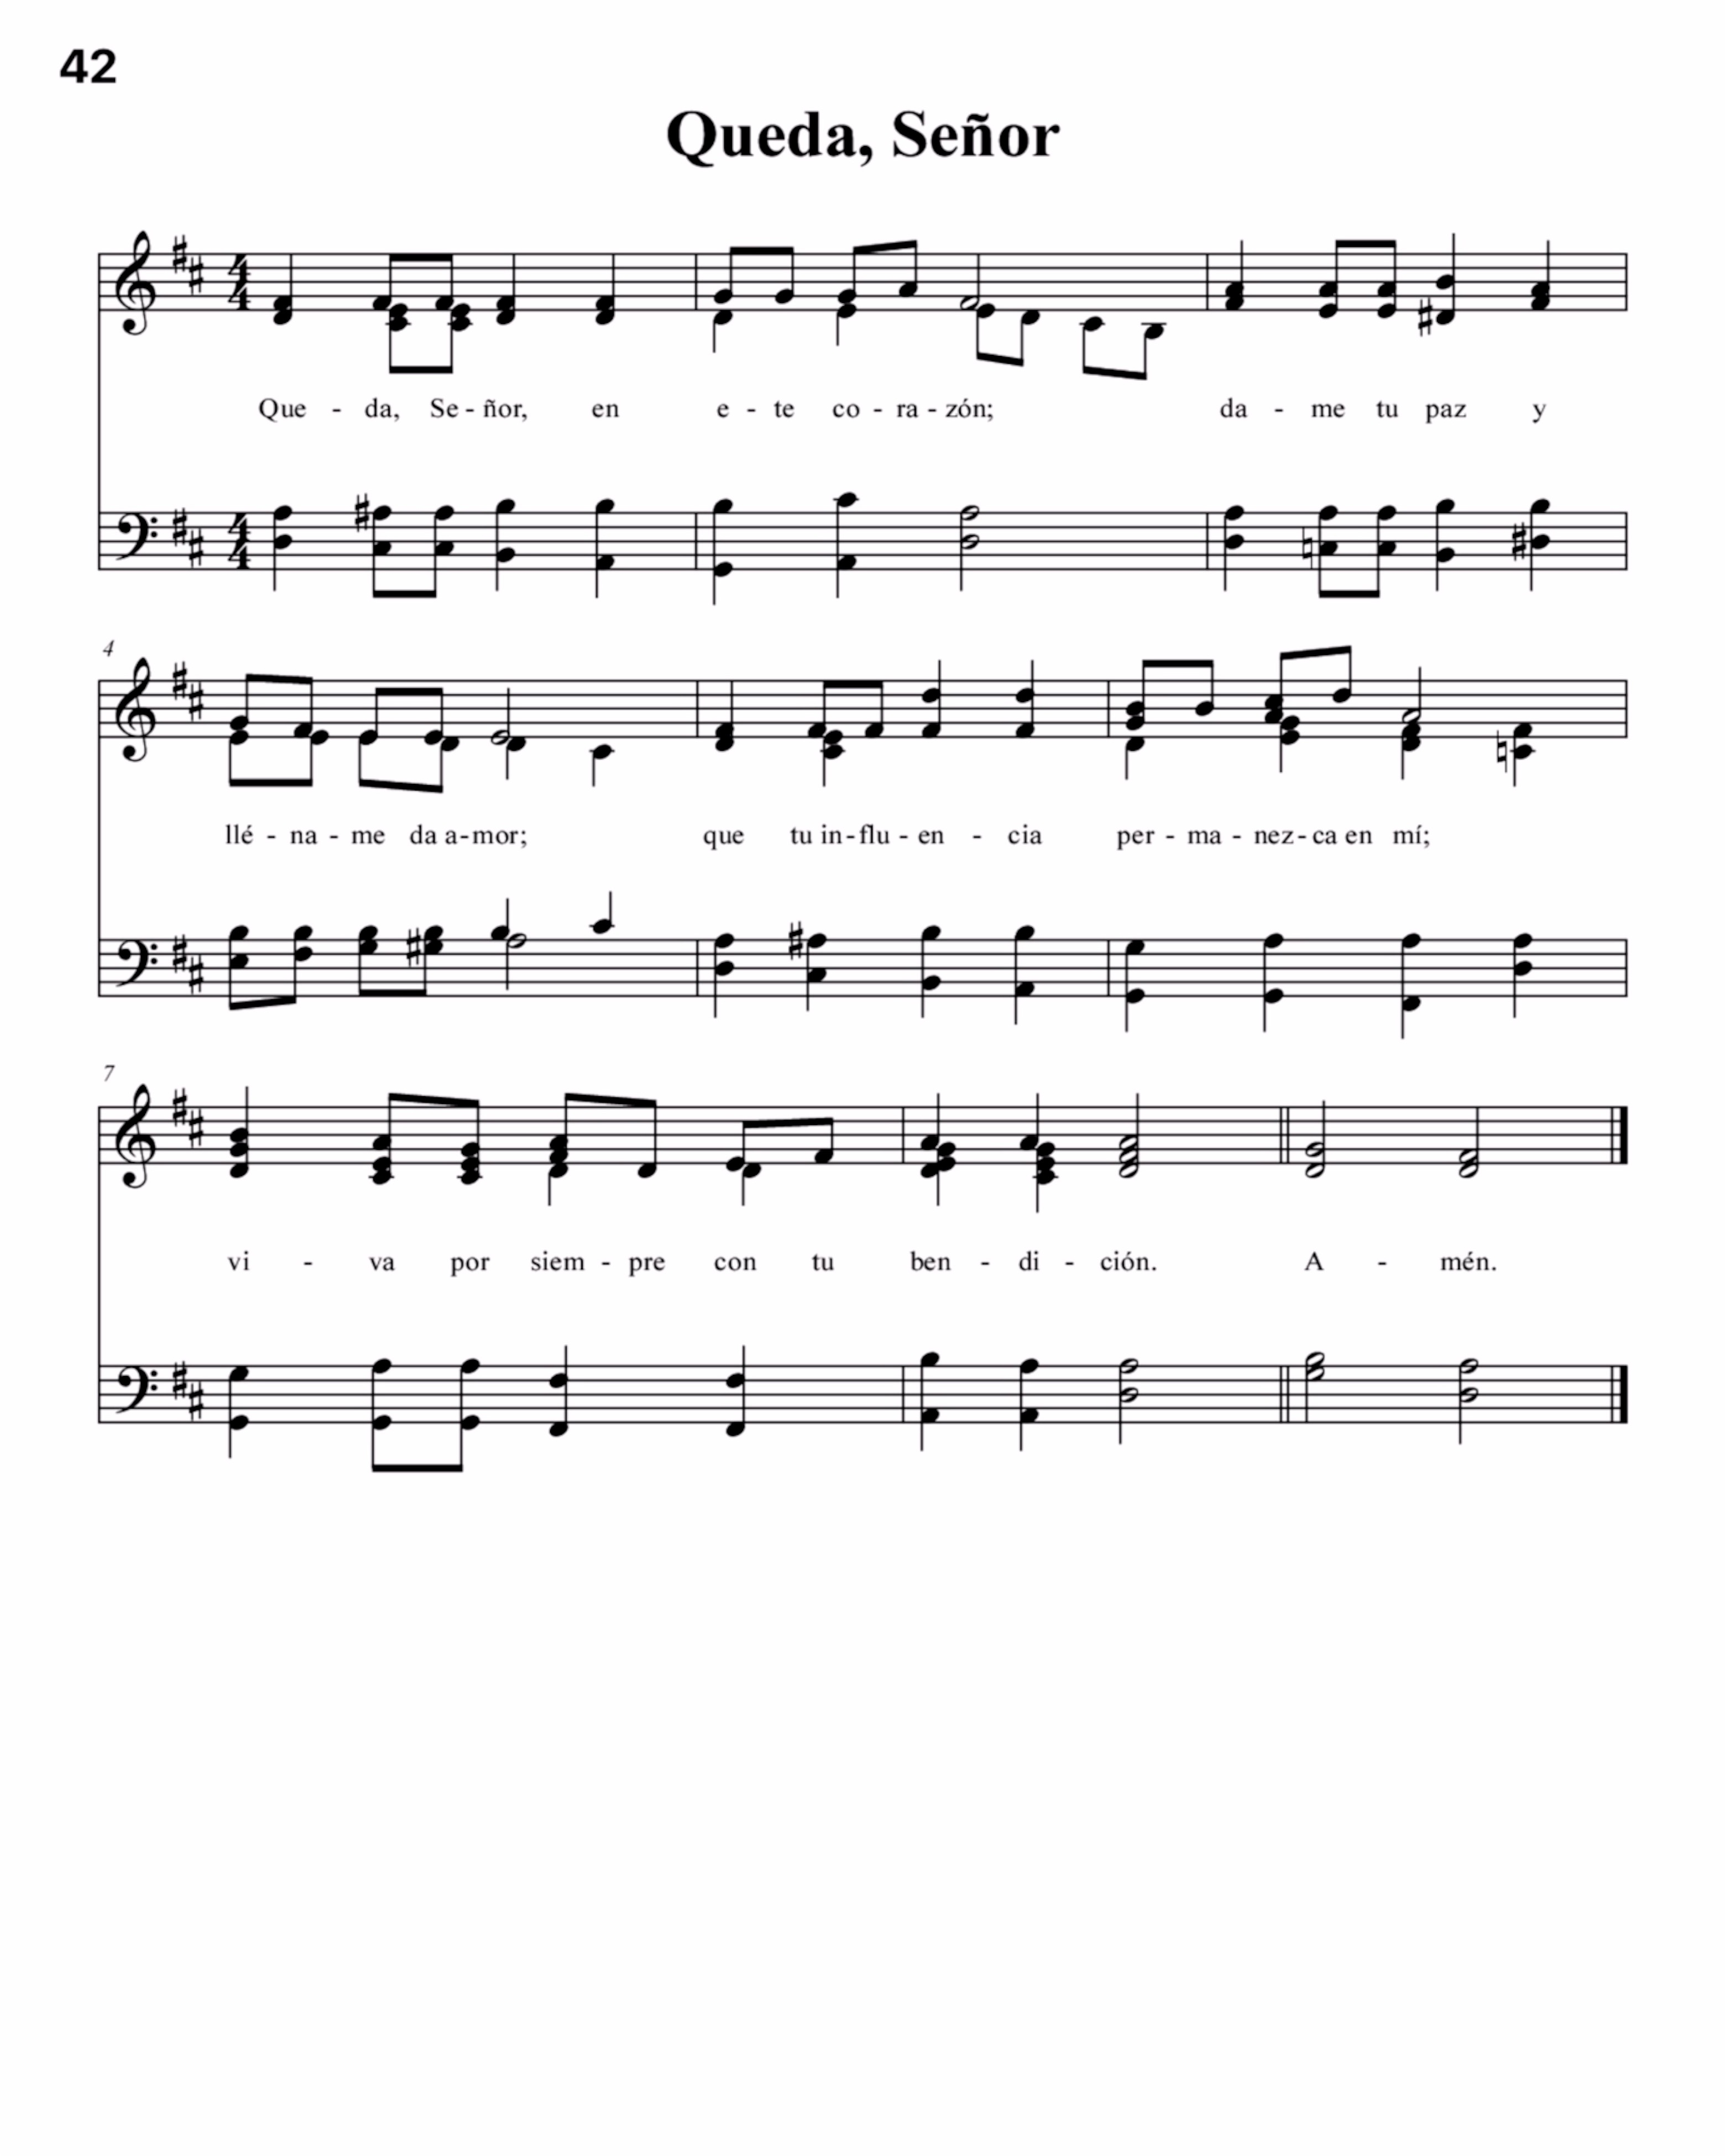 42
Queda, Señor
4
4
4
4
Que - da, Se - ñor, en e - te co - ra - zón; da - me tu paz y
4
llé - na - me da a - mor; que tu in - flu - en - cia per - ma - nez - ca en mí;
7
vi - va por siem - pre con tu ben - di - ción. A - mén.